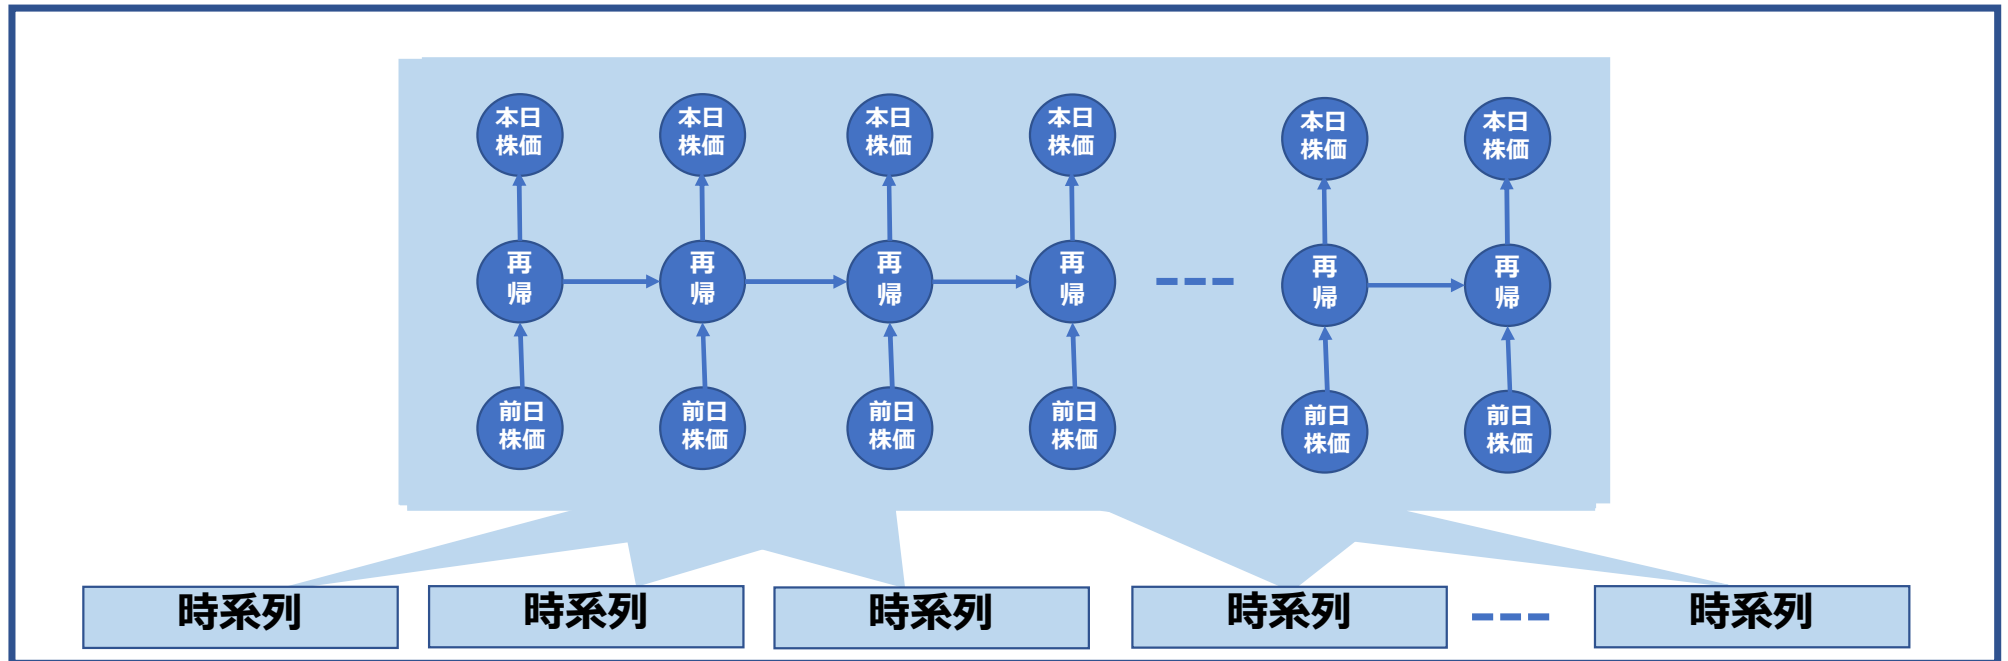 本日
株価
本日
株価
本日
株価
本日
株価
本日
株価
本日
株価
再
帰
再
帰
再
帰
再
帰
再
帰
再
帰
前日
株価
前日
株価
前日
株価
前日
株価
前日
株価
前日
株価
時系列
時系列
時系列
時系列
時系列